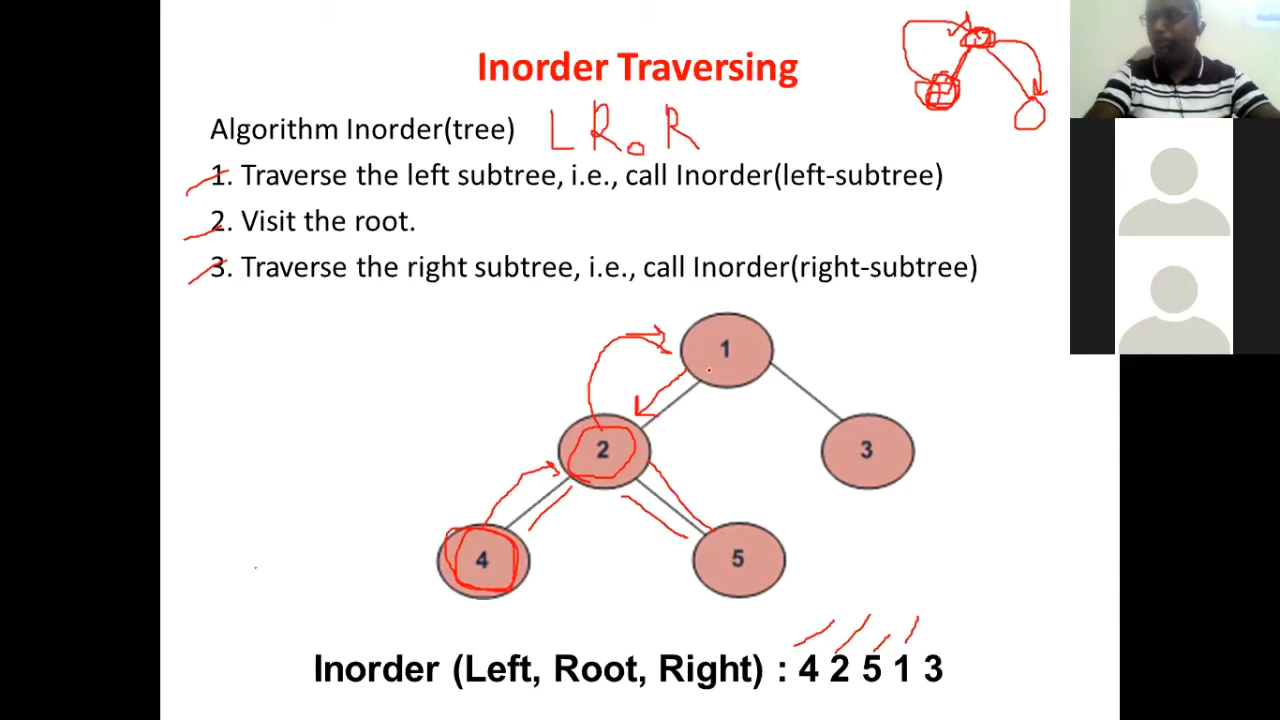 Inorder Traversing
Algorithm Inorder(tree) L Ro R
1. Traverse the left subtree, i.e., call Inorder(left-subtree)
2. Visit the root.
3. Traverse the right subtree, i.e., call Inorder(right-subtree)
1
2
3
4
5
Inorder (Left, Root, Right) : 4 2 5 1 3